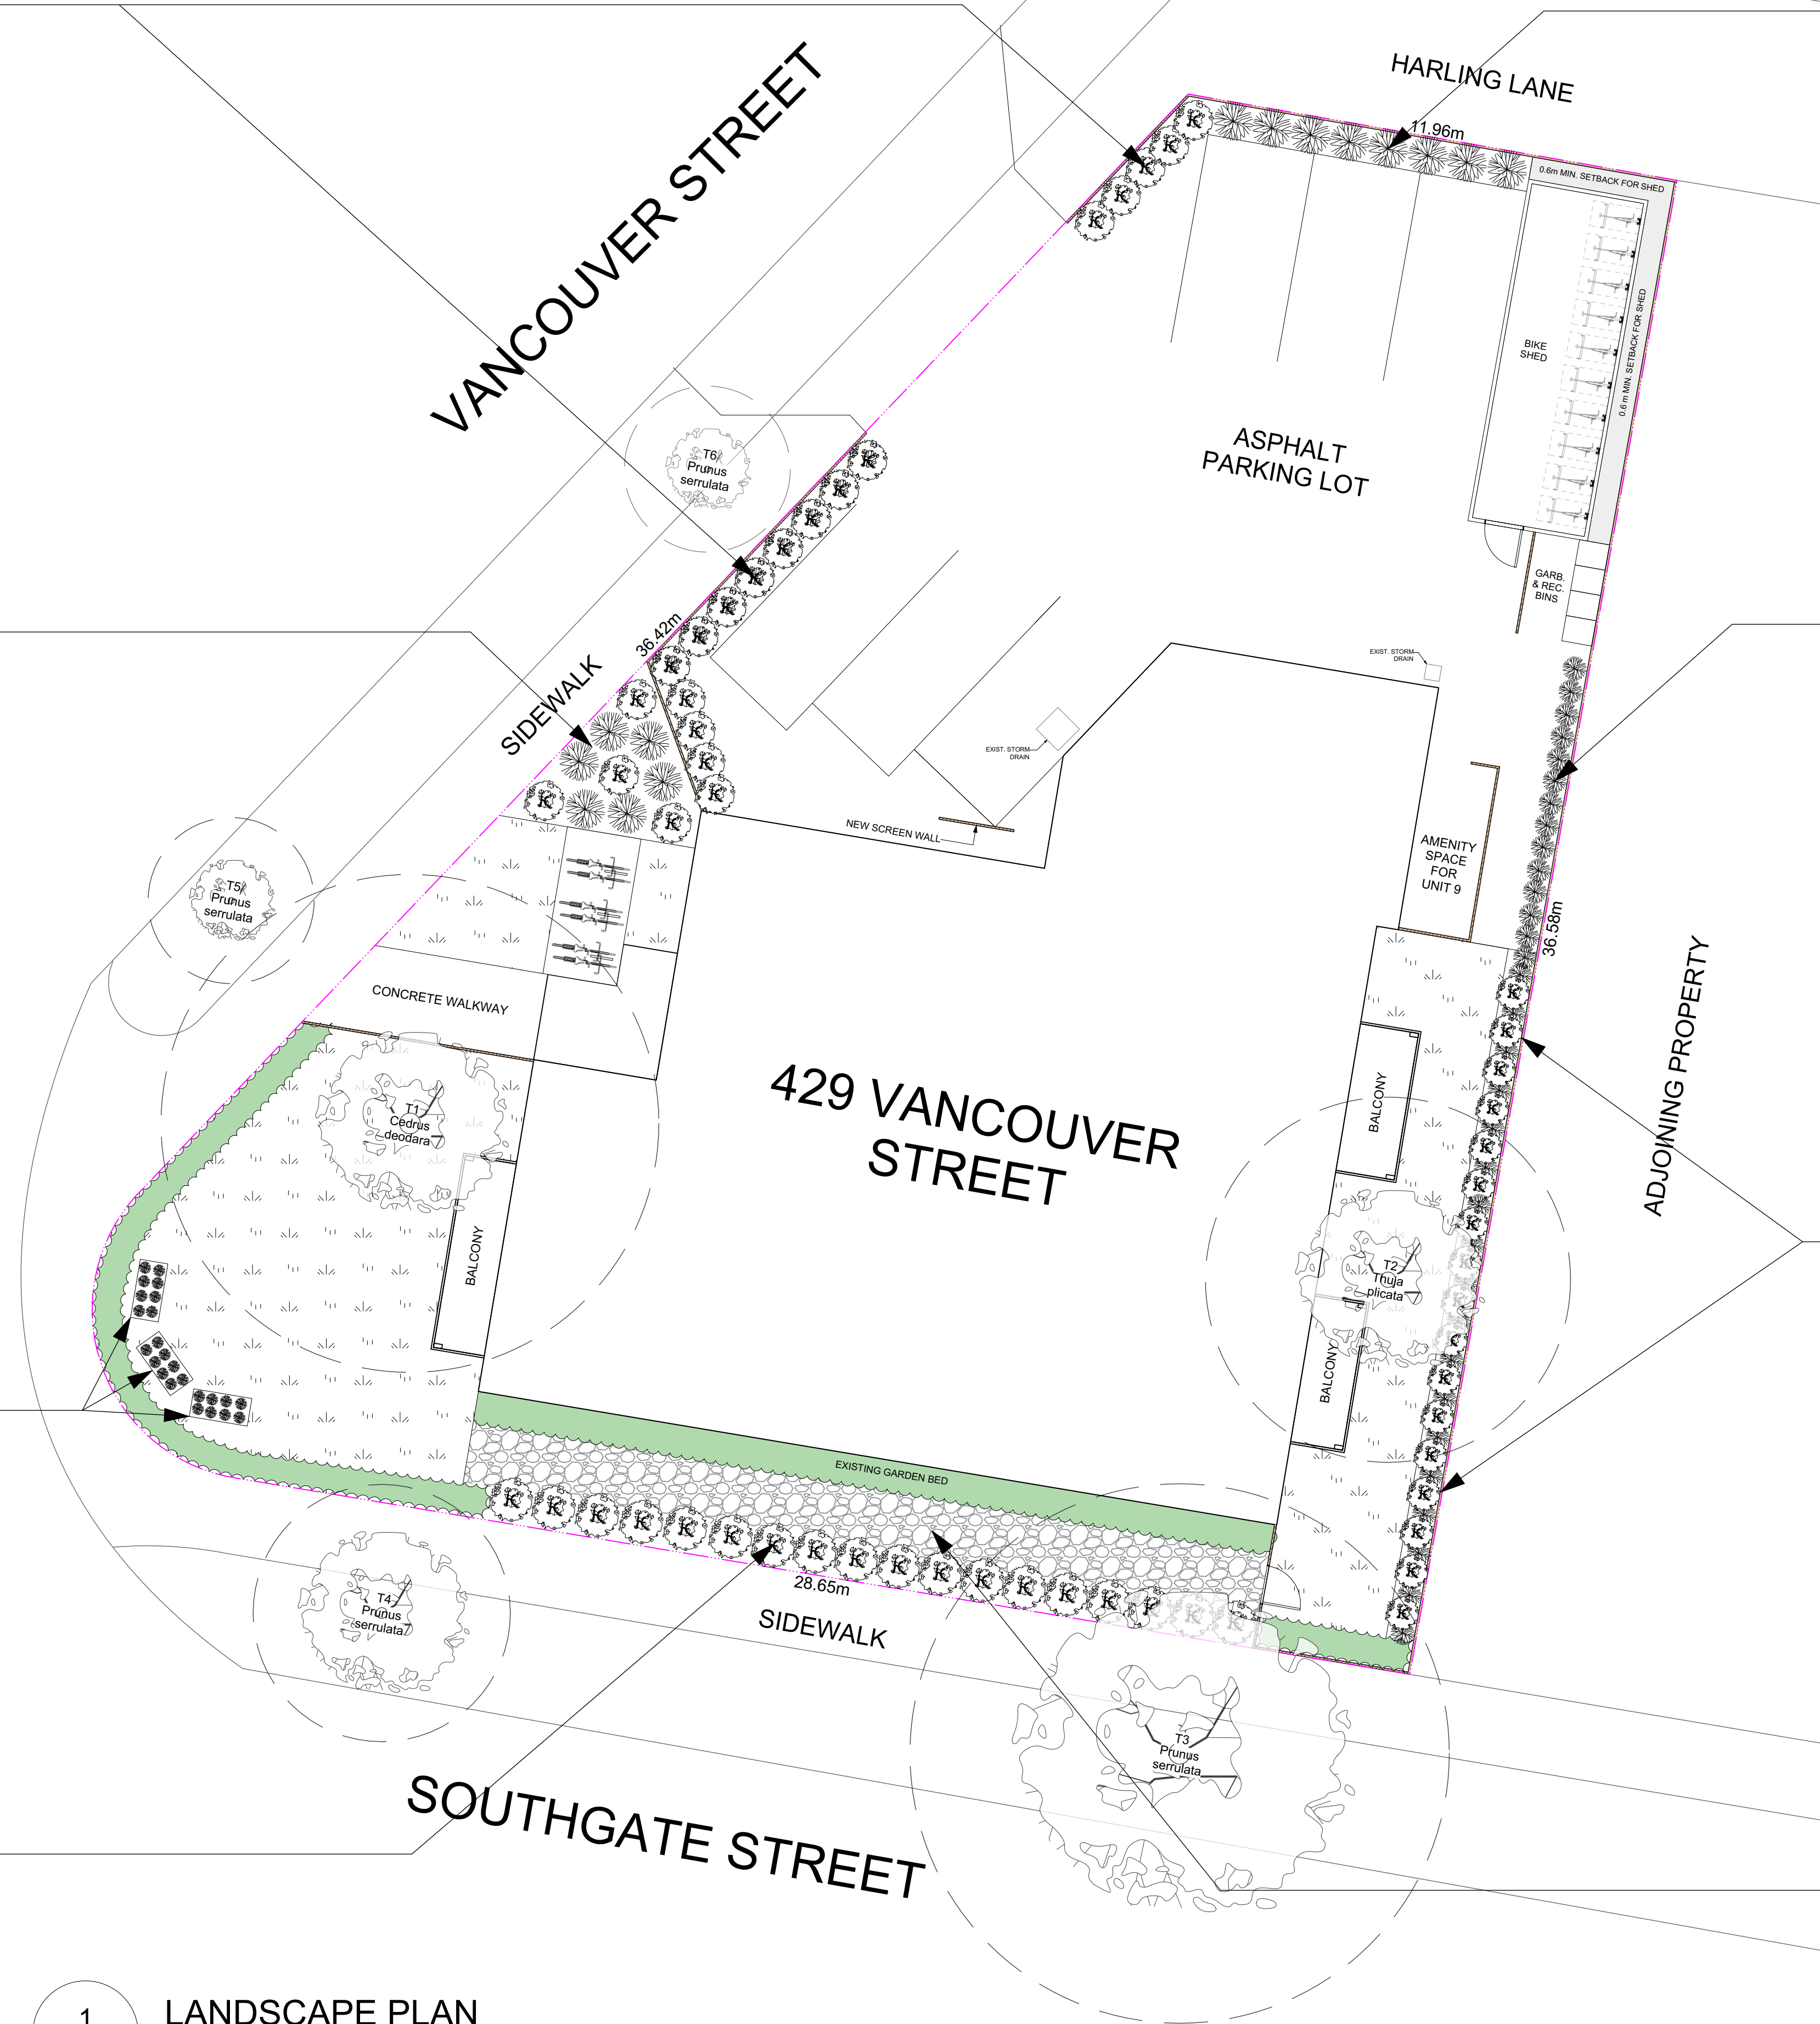 HARLING LANE
11.96m
VANCOUVER STREET
0.6m MIN. SETBACK FOR SHED
0.6 m MIN. SETBACK FOR SHED
BIKE
SHED
ASPHALT
PARKING LOT
T6
Prunus
serrulata
GARB.
& REC.
BINS
36.42m
SIDEWALK
EXIST. STORM
DRAIN
EXIST. STORM
DRAIN
NEW SCREEN WALL
AMENITY
SPACE
FOR
UNIT 9
T5
Prunus
serrulata
36.58m
ADJOINING PROPERTY
CONCRETE WALKWAY
T1
Cedrus
deodara
429 VANCOUVER
STREET
BALCONY
BALCONY
T2
Thuja
plicata
BALCONY
EXISTING GARDEN BED
28.65m
SIDEWALK
T4
Prunus
serrulata
T3
Prunus
serrulata
SOUTHGATE STREET
1
LANDSCAPE PLAN